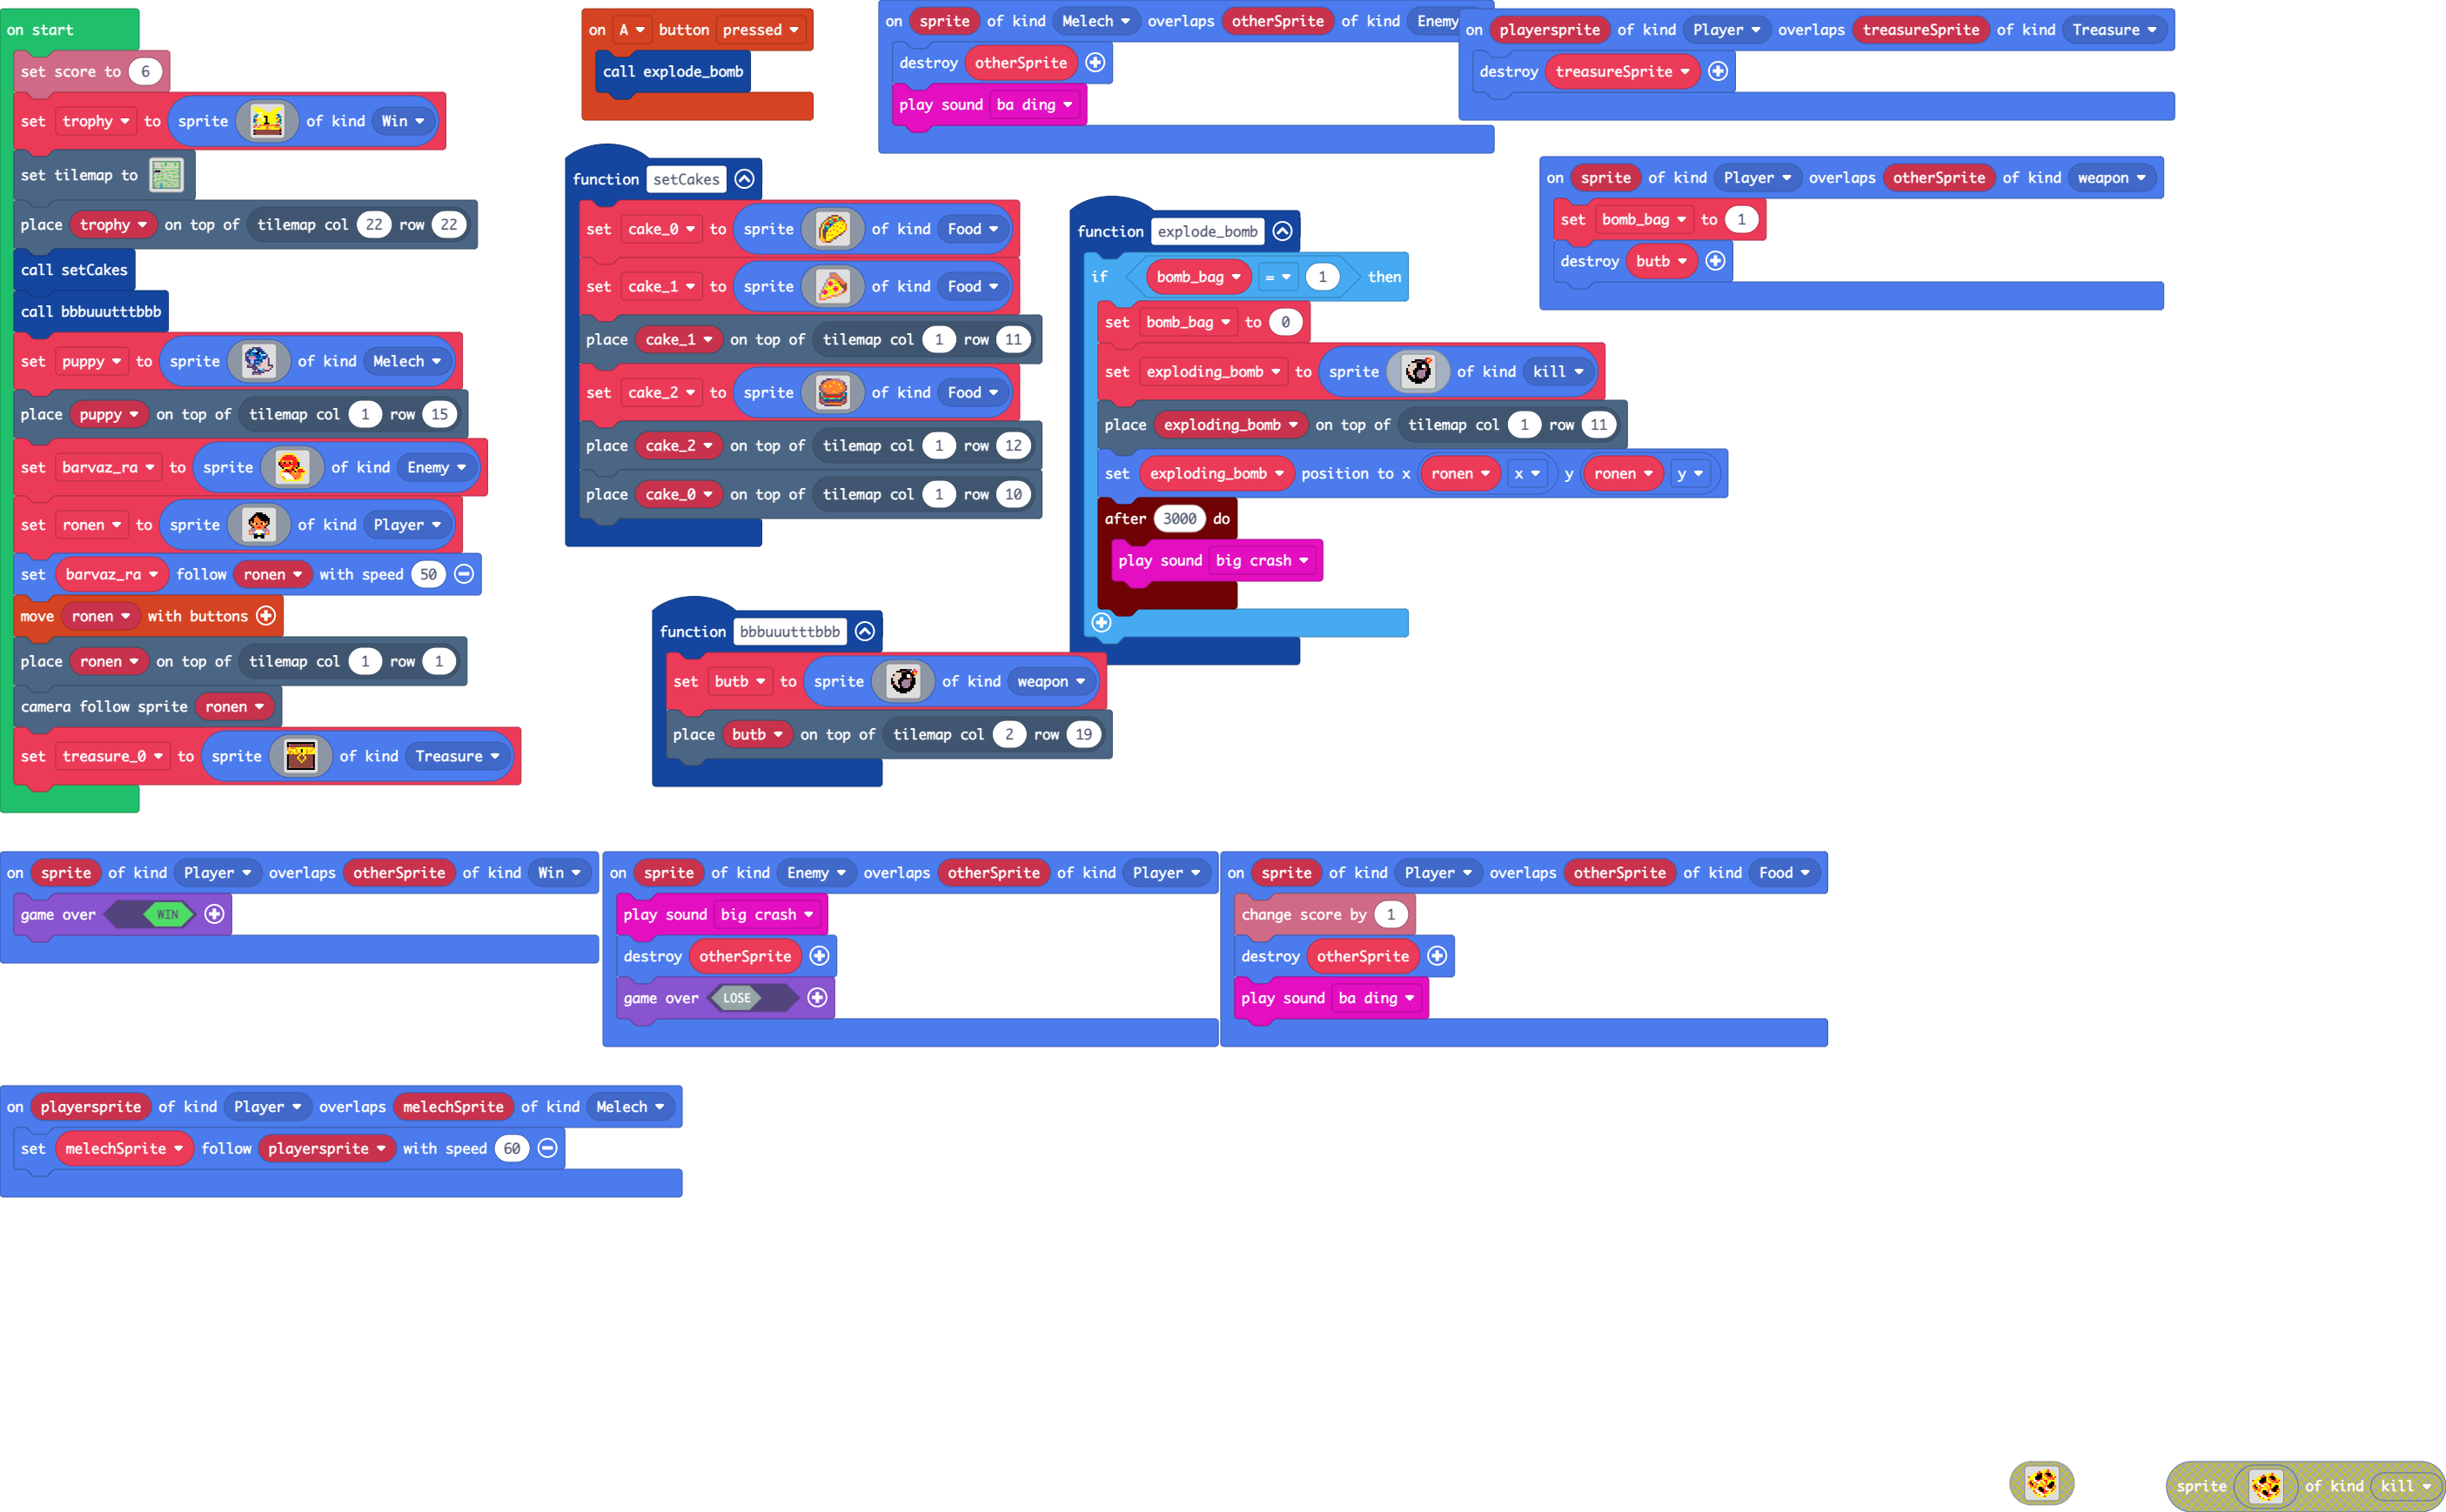 on start
set score to 6
set trophy to sprite of kind Win
set tilemap to
place trophy on top of tilemap col 22 row 22
call setCakes
call bbbuuutttbbb
set puppy to sprite of kind Melech
place puppy on top of tilemap col 1 row 15
set barvaz_ra to sprite of kind Enemy
set ronen to sprite of kind Player
set barvaz_ra follow ronen with speed 50
move ronen with buttons
place ronen on top of tilemap col 1 row 1
camera follow sprite ronen
set treasure_0 to sprite of kind Treasure
on A button pressed
call explode_bomb
on sprite of kind Melech overlaps otherSprite of kind Enemy
destroy otherSprite
play sound ba ding
on playersprite of kind Player overlaps treasureSprite of kind Treasure
destroy treasureSprite
function setCakes
set cake_0 to sprite of kind Food
set cake_1 to sprite of kind Food
place cake_1 on top of tilemap col 1 row 11
set cake_2 to sprite of kind Food
place cake_2 on top of tilemap col 1 row 12
place cake_0 on top of tilemap col 1 row 10
function explode_bomb
if bomb_bag = 1 then
set bomb_bag to 0
set exploding_bomb to sprite of kind kill
place exploding_bomb on top of tilemap col 1 row 11
set exploding_bomb position to x ronen x y ronen y
after 3000 do
play sound big crash
on sprite of kind Player overlaps otherSprite of kind weapon
set bomb_bag to 1
destroy butb
function bbbuuutttbbb
set butb to sprite of kind weapon
place butb on top of tilemap col 2 row 19
on sprite of kind Player overlaps otherSprite of kind Win
game over WIN
on sprite of kind Enemy overlaps otherSprite of kind Player
play sound big crash
destroy otherSprite
game over LOSE
on sprite of kind Player overlaps otherSprite of kind Food
change score by 1
destroy otherSprite
play sound ba ding
on playersprite of kind Player overlaps melechSprite of kind Melech
set melechSprite follow playersprite with speed 60
sprite of kind kill